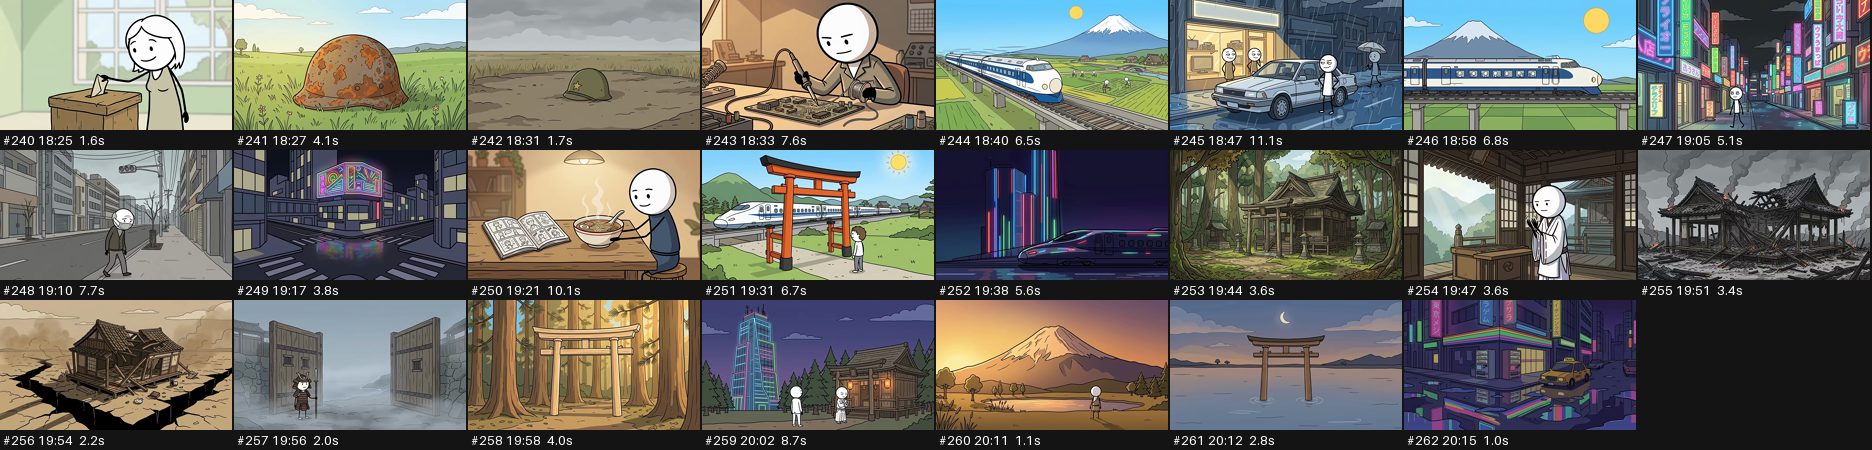 #240 18:25 1.6s
#241 18:27 4.1s
#242 18:31 1.7s
#243 18:33 7.6s
#244 18:40 6.5s
#245 18:47 11.1s
#246 18:58 6.8s
#247 19:05 5.1s
#248 19:10 7.7s
#249 19:17 3.8s
#250 19:21 10.1s
#251 19:31 6.7s
#252 19:38 5.6s
#253 19:44 3.6s
#254 19:47 3.6s
#255 19:51 3.4s
#256 19:54 2.2s
#257 19:56 2.0s
#258 19:58 4.0s
#259 20:02 8.7s
#260 20:11 1.1s
#261 20:12 2.8s
#262 20:15 1.0s